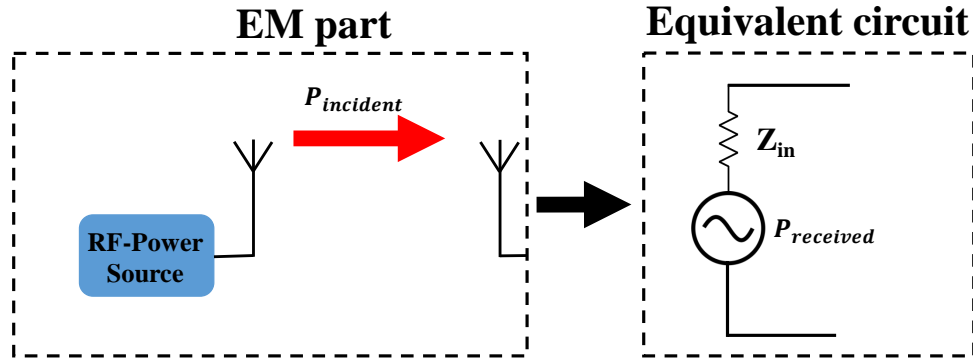 EM part
Equivalent circuit
P_incident
Z_in
RF-Power
Source
P_received